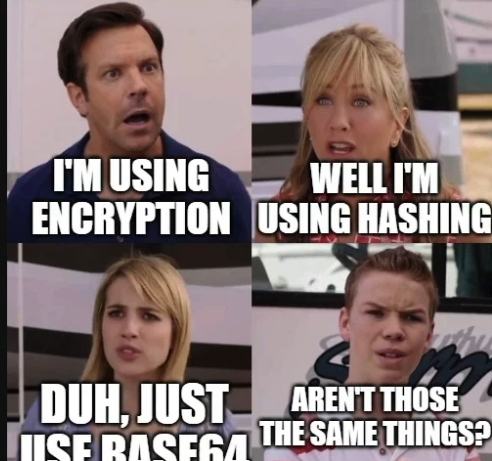 I'M USING
ENCRYPTION
WELL I'M
USING HASHING
DUH, JUST
USE BASE64
AREN'T THOSE
THE SAME THINGS?